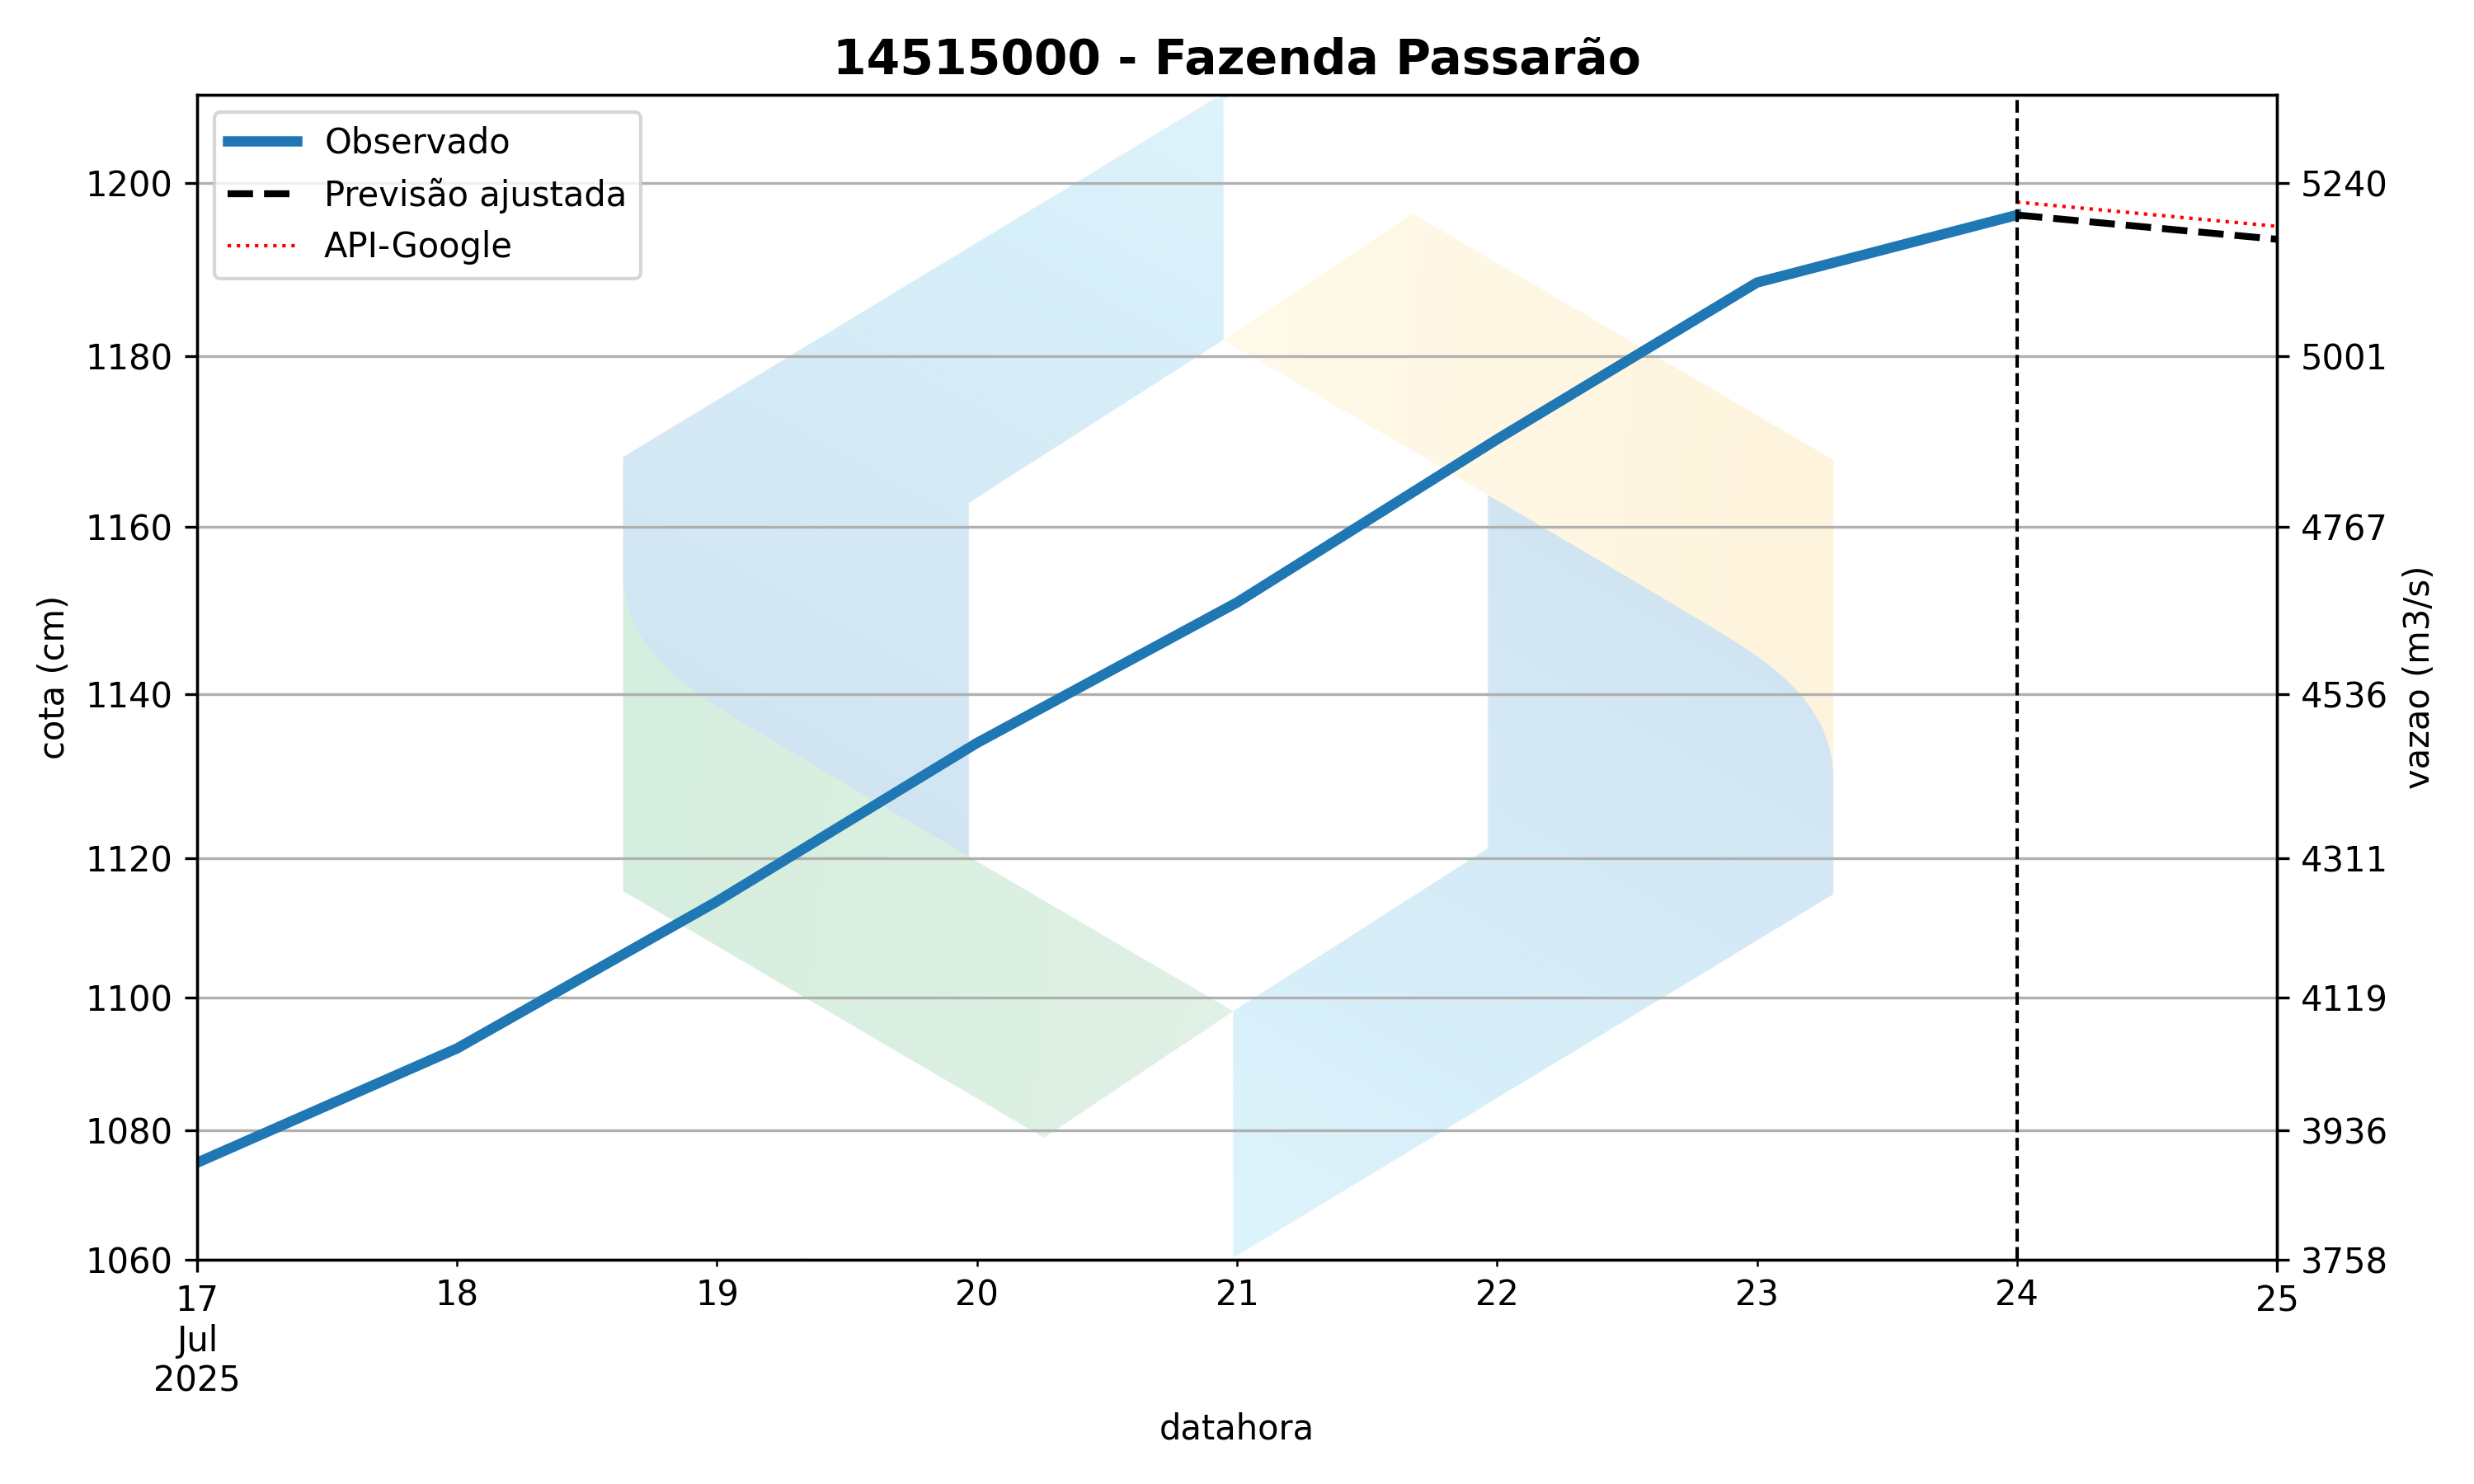 14515000 - Fazenda Passarão
Observado
Previsão ajustada
API-Google
1200
1180
1160
1140
1120
1100
1080
1060
cota (cm)
5240
5001
4767
4536
4311
4119
3936
3758
vazao (m3/s)
17 18 19 20 21 22 23 24 25
Jul
2025
datahora